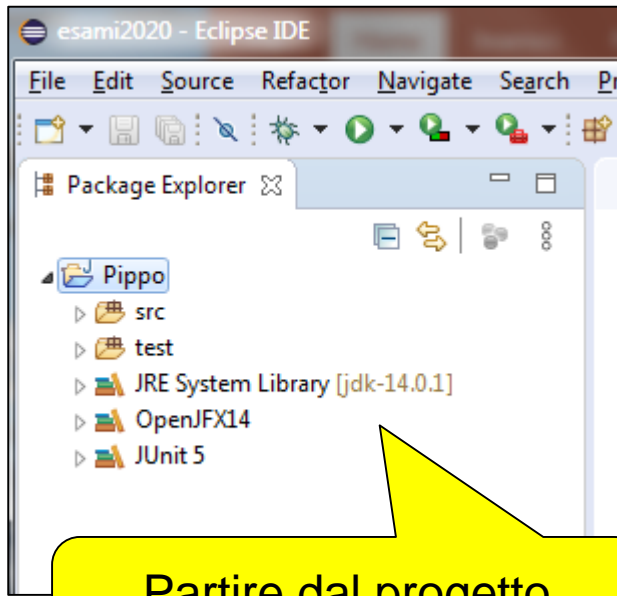 esami2020 - Eclipse IDE
File Edit Source Refactor Navigate Search
Package Explorer
Pippo
src
test
JRE System Library [jdk-14.0.1]
OpenJFX14
JUnit 5
Partire dal progetto